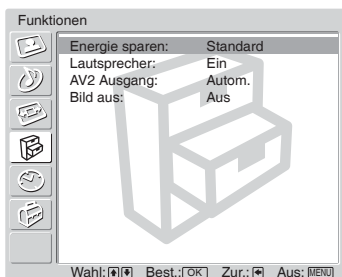 Funktionen
Energie sparen: Standard
Lautsprecher: Ein
AV2 Ausgang: Autom.
Bild aus: Aus
Wahl: Best.: OK Zur.: Aus: MENU